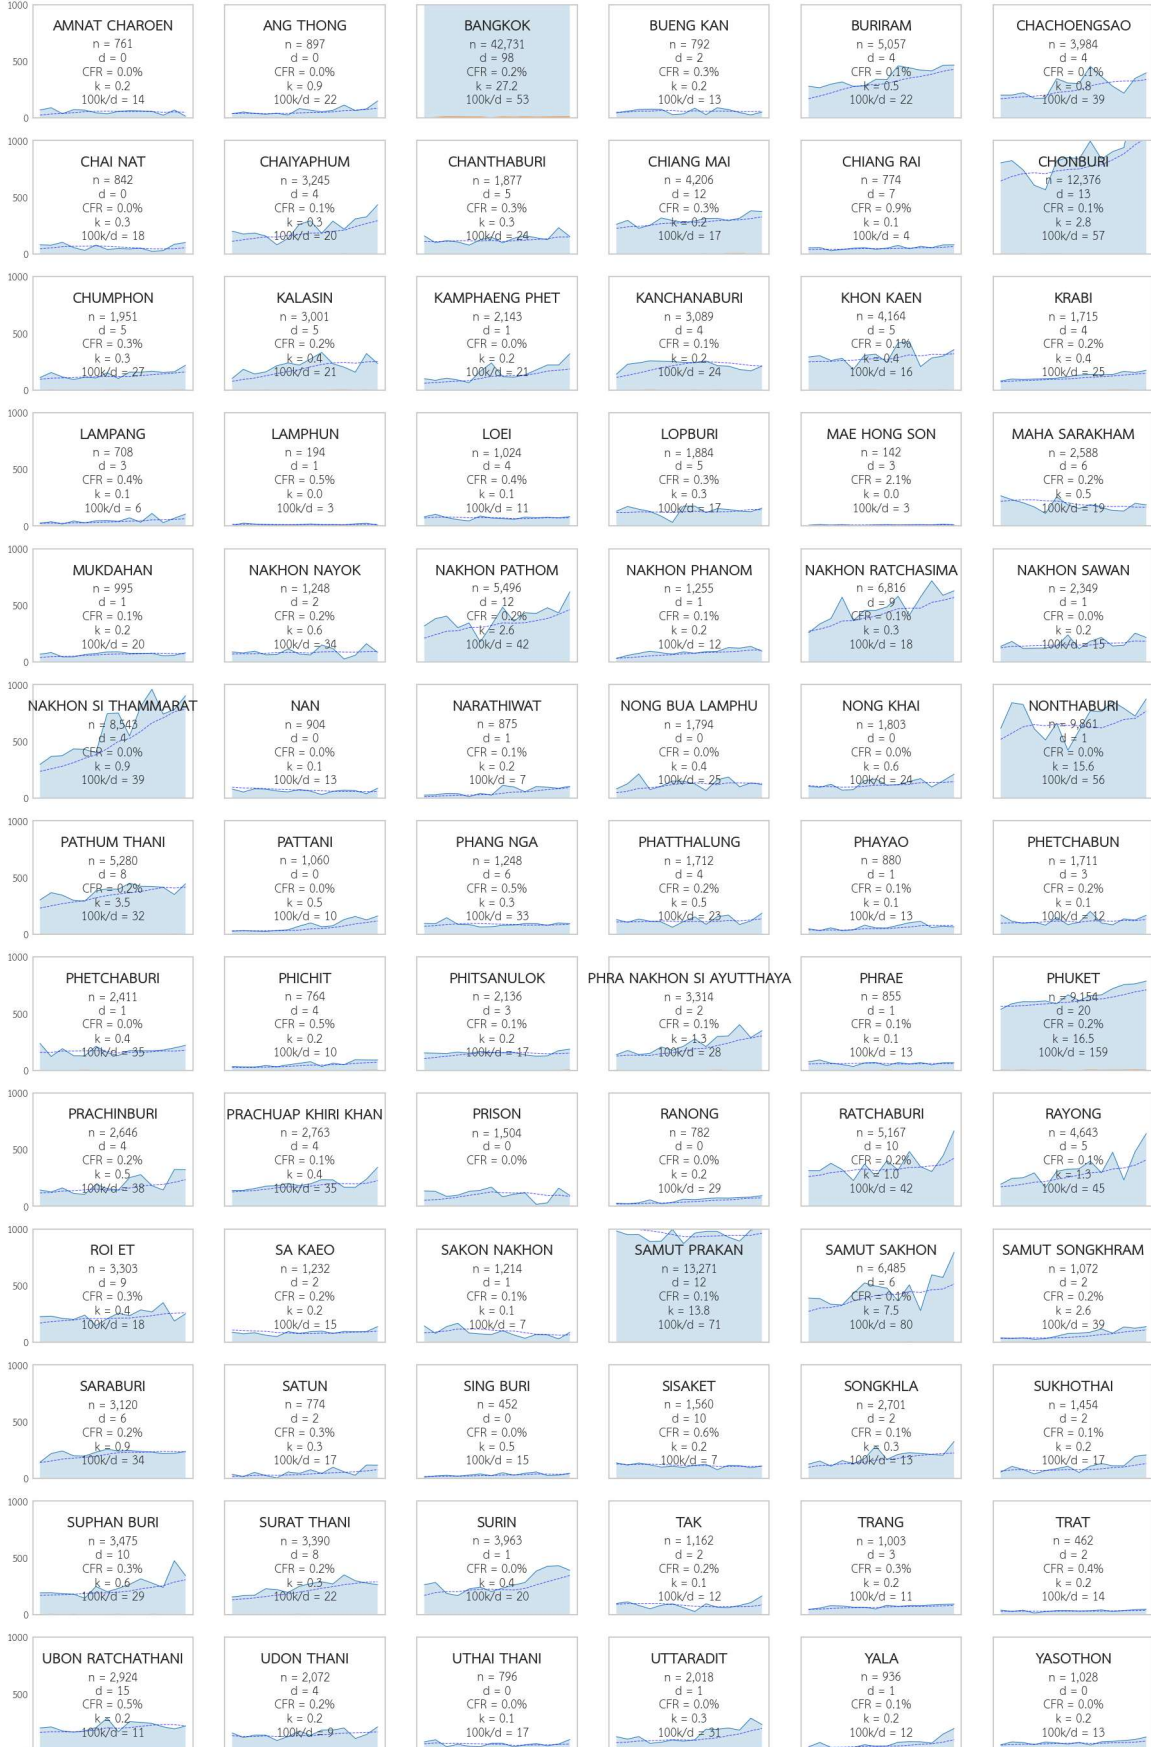 1000
500
0
AMNAT CHAROEN
n = 761
d = 0
CFR = 0.0%
k = 0.2
100k/d = 14
ANG THONG
n = 897
d = 0
CFR = 0.0%
k = 0.9
100k/d = 22
BANGKOK
n = 42,731
d = 98
CFR = 0.2%
k = 27.2
100k/d = 53
BUENG KAN
n = 792
d = 2
CFR = 0.3%
k = 0.2
100k/d = 13
BURIRAM
n = 5,057
d = 4
CFR = 0.1%
k = 0.5
100k/d = 22
CHACHOENGSAO
n = 3,984
d = 4
CFR = 0.1%
k = 0.8
100k/d = 39
1000
500
0
CHAI NAT
n = 842
d = 0
CFR = 0.0%
k = 0.3
100k/d = 18
CHAIYAPHUM
n = 3,245
d = 4
CFR = 0.1%
k = 0.3
100k/d = 20
CHANTHABURI
n = 1,877
d = 5
CFR = 0.3%
k = 0.3
100k/d = 24
CHIANG MAI
n = 4,206
d = 12
CFR = 0.3%
k = 0.2
100k/d = 17
CHIANG RAI
n = 774
d = 7
CFR = 0.9%
k = 0.1
100k/d = 4
CHONBURI
n = 12,376
d = 13
CFR = 0.1%
k = 2.8
100k/d = 57
1000
500
0
CHUMPHON
n = 1,951
d = 5
CFR = 0.3%
k = 0.3
100k/d = 27
KALASIN
n = 3,001
d = 5
CFR = 0.2%
k = 0.4
100k/d = 21
KAMPHAENG PHET
n = 2,143
d = 1
CFR = 0.0%
k = 0.2
100k/d = 21
KANCHANABURI
n = 3,089
d = 4
CFR = 0.1%
k = 0.2
100k/d = 24
KHON KAEN
n = 4,164
d = 5
CFR = 0.1%
k = 0.4
100k/d = 16
KRABI
n = 1,715
d = 4
CFR = 0.2%
k = 0.4
100k/d = 25
1000
500
0
LAMPANG
n = 708
d = 3
CFR = 0.4%
k = 0.1
100k/d = 6
LAMPHUN
n = 194
d = 1
CFR = 0.5%
k = 0.0
100k/d = 3
LOEI
n = 1,024
d = 4
CFR = 0.4%
k = 0.1
100k/d = 11
LOPBURI
n = 1,884
d = 5
CFR = 0.3%
k = 0.3
100k/d = 17
MAE HONG SON
n = 142
d = 3
CFR = 2.1%
k = 0.0
100k/d = 3
MAHA SARAKHAM
n = 2,588
d = 6
CFR = 0.2%
k = 0.5
100k/d = 19
1000
500
0
MUKDAHAN
n = 995
d = 1
CFR = 0.1%
k = 0.2
100k/d = 20
NAKHON NAYOK
n = 1,248
d = 2
CFR = 0.2%
k = 0.6
100k/d = 34
NAKHON PATHOM
n = 5,496
d = 12
CFR = 0.2%
k = 2.6
100k/d = 42
NAKHON PHANOM
n = 1,255
d = 1
CFR = 0.1%
k = 0.2
100k/d = 12
NAKHON RATCHASIMA
n = 6,816
d = 9
CFR = 0.1%
k = 0.3
100k/d = 18
NAKHON SAWAN
n = 2,349
d = 1
CFR = 0.0%
k = 0.2
100k/d = 15
1000
500
0
NAKHON SI THAMMARAT
n = 8,543
d = 4
CFR = 0.0%
k = 0.9
100k/d = 39
NAN
n = 904
d = 0
CFR = 0.0%
k = 0.1
100k/d = 13
NARATHIWAT
n = 875
d = 1
CFR = 0.1%
k = 0.2
100k/d = 7
NONG BUA LAMPHU
n = 1,794
d = 0
CFR = 0.0%
k = 0.4
100k/d = 25
NONG KHAI
n = 1,803
d = 0
CFR = 0.0%
k = 0.6
100k/d = 24
NONTHABURI
n = 9,861
d = 1
CFR = 0.0%
k = 15.6
100k/d = 56
1000
500
0
PATHUM THANI
n = 5,280
d = 8
CFR = 0.2%
k = 3.5
100k/d = 32
PATTANI
n = 1,060
d = 0
CFR = 0.0%
k = 0.5
100k/d = 10
PHANG NGA
n = 1,248
d = 6
CFR = 0.5%
k = 0.3
100k/d = 33
PHATTHALUNG
n = 1,712
d = 4
CFR = 0.2%
k = 0.5
100k/d = 23
PHAYAO
n = 880
d = 1
CFR = 0.1%
k = 0.1
100k/d = 13
PHETCHABUN
n = 1,711
d = 3
CFR = 0.2%
k = 0.1
100k/d = 12
1000
500
0
PHETCHABURI
n = 2,411
d = 1
CFR = 0.0%
k = 0.4
100k/d = 35
PHICHIT
n = 764
d = 4
CFR = 0.5%
k = 0.2
100k/d = 10
PHITSANULOK
n = 2,136
d = 3
CFR = 0.1%
k = 0.2
100k/d = 17
PHRA NAKHON SI AYUTTHAYA
n = 3,314
d = 2
CFR = 0.1%
k = 1.3
100k/d = 28
PHRAE
n = 855
d = 1
CFR = 0.1%
k = 0.1
100k/d = 13
PHUKET
n = 9,154
d = 20
CFR = 0.2%
k = 16.5
100k/d = 159
1000
500
0
PRACHINBURI
n = 2,646
d = 4
CFR = 0.2%
k = 0.5
100k/d = 38
PRACHUAP KHIRI KHAN
n = 2,763
d = 4
CFR = 0.1%
k = 0.4
100k/d = 35
PRISON
n = 1,504
d = 0
CFR = 0.0%
RANONG
n = 782
d = 0
CFR = 0.0%
k = 0.2
100k/d = 29
RATCHABURI
n = 5,167
d = 10
CFR = 0.2%
k = 1.0
100k/d = 42
RAYONG
n = 4,643
d = 5
CFR = 0.1%
k = 1.3
100k/d = 45
1000
500
0
ROI ET
n = 3,303
d = 9
CFR = 0.3%
k = 0.4
100k/d = 18
SA KAEO
n = 1,232
d = 2
CFR = 0.2%
k = 0.2
100k/d = 15
SAKON NAKHON
n = 1,214
d = 1
CFR = 0.1%
k = 0.1
100k/d = 7
SAMUT PRAKAN
n = 13,271
d = 12
CFR = 0.1%
k = 13.8
100k/d = 71
SAMUT SAKHON
n = 6,485
d = 6
CFR = 0.1%
k = 7.5
100k/d = 80
SAMUT SONGKHRAM
n = 1,072
d = 2
CFR = 0.2%
k = 2.6
100k/d = 39
1000
500
0
SARABURI
n = 3,120
d = 6
CFR = 0.2%
k = 0.9
100k/d = 34
SATUN
n = 774
d = 2
CFR = 0.3%
k = 0.3
100k/d = 17
SING BURI
n = 452
d = 0
CFR = 0.0%
k = 0.5
100k/d = 15
SISAKET
n = 1,560
d = 10
CFR = 0.6%
k = 0.2
100k/d = 7
SONGKHLA
n = 2,701
d = 2
CFR = 0.1%
k = 0.3
100k/d = 13
SUKHOTHAI
n = 1,454
d = 2
CFR = 0.1%
k = 0.2
100k/d = 17
1000
500
0
SUPHAN BURI
n = 3,475
d = 10
CFR = 0.3%
k = 0.6
100k/d = 29
SURAT THANI
n = 3,390
d = 8
CFR = 0.2%
k = 0.3
100k/d = 22
SURIN
n = 3,963
d = 1
CFR = 0.0%
k = 0.4
100k/d = 20
TAK
n = 1,162
d = 2
CFR = 0.2%
k = 0.1
100k/d = 12
TRANG
n = 1,003
d = 3
CFR = 0.3%
k = 0.2
100k/d = 11
TRAT
n = 462
d = 2
CFR = 0.4%
k = 0.2
100k/d = 14
1000
500
UBON RATCHATHANI
n = 2,924
d = 15
CFR = 0.5%
k = 0.2
100k/d = 11
UDON THANI
n = 2,072
d = 4
CFR = 0.2%
k = 0.2
100k/d = 9
UTHAI THANI
n = 796
d = 0
CFR = 0.0%
k = 0.1
100k/d = 17
UTTARADIT
n = 2,018
d = 1
CFR = 0.0%
k = 0.3
100k/d = 31
YALA
n = 936
d = 1
CFR = 0.1%
k = 0.2
100k/d = 12
YASOTHON
n = 1,028
d = 0
CFR = 0.0%
k = 0.2
100k/d = 13